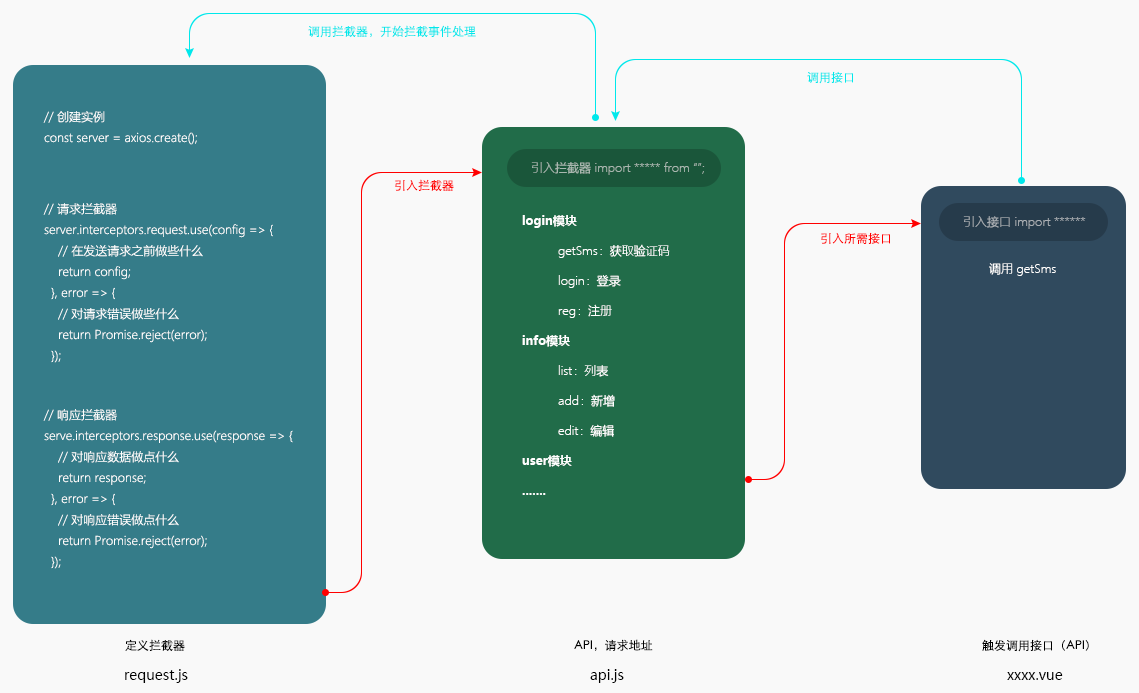 调用拦截器，开始拦截事件处理
调用接口
// 创建实例
const server = axios.create();
// 请求拦截器
server.interceptors.request.use(config => {
// 在发送请求之前做些什么
return config;
}, error => {
// 对请求错误做些什么
return Promise.reject(error);
});
// 响应拦截器
serve.interceptors.response.use(response => {
// 对响应数据做点什么
return response;
}, error => {
// 对响应错误做点什么
return Promise.reject(error);
});
引入拦截器
引入拦截器 import ***** from “”;
login模块
getSms：获取验证码
login：登录
reg：注册
info模块
list：列表
add：新增
edit：编辑
user模块
.......
引入所需接口
引入接口 import ******
调用 getSms
定义拦截器
request.js
API，请求地址
api.js
触发调用接口（API）
xxxx.vue